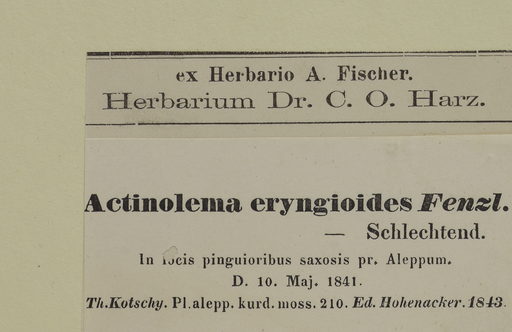 ex Herbario A. Fischer.
Herbarium Dr. C. O. Harz.
Actinolema eryngioides Fenzl.
— Schlechtend.
In locis pinguioribus saxosis pr. Aleppum.
D. 10. Maj. 1841.
Th.Kotschy. Pl.alepp. kurd. moss. 210. Ed. Hohenacker. 1843.